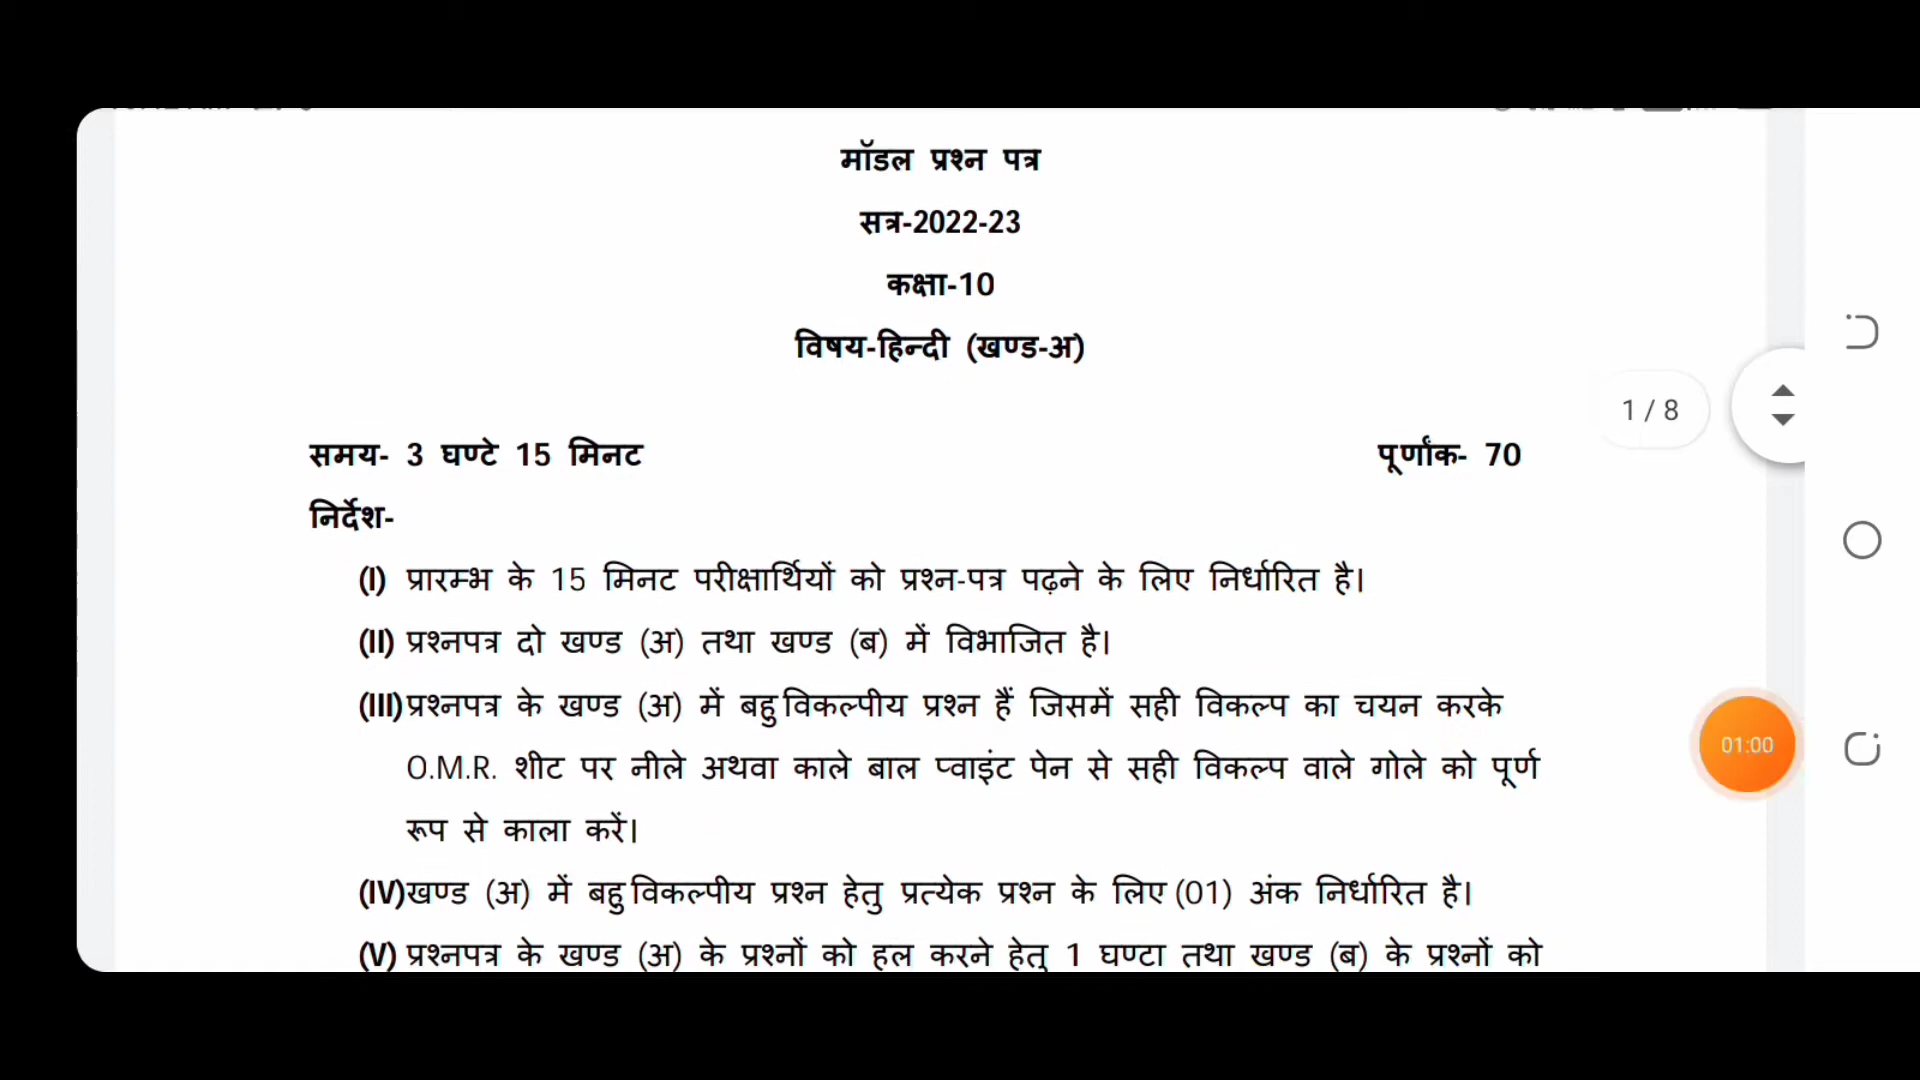 मॉडल प्रश्न पत्र
सत्र-2022-23
कक्षा-10
विषय-हिन्दी (खण्ड-अ)
1 / 8
समय- 3 घण्टे 15 मिनट पूर्णांक- 70
निर्देश-
(I) प्रारम्भ के 15 मिनट परीक्षार्थियों को प्रश्न-पत्र पढ़ने के लिए निर्धारित है।
(II) प्रश्नपत्र दो खण्ड (अ) तथा खण्ड (ब) में विभाजित है।
(III) प्रश्नपत्र के खण्ड (अ) में बहुविकल्पीय प्रश्न हैं जिसमें सही विकल्प का चयन करके
O.M.R. शीट पर नीले अथवा काले बाल प्वाइंट पेन से सही विकल्प वाले गोले को पूर्ण
01:00
रूप से काला करें।
(IV) खण्ड (अ) में बहुविकल्पीय प्रश्न हेतु प्रत्येक प्रश्न के लिए (01) अंक निर्धारित है।
(V) प्रश्नपत्र के खण्ड (अ) के प्रश्नों को हल करने हेतु 1 घण्टा तथा खण्ड (ब) के प्रश्नों को